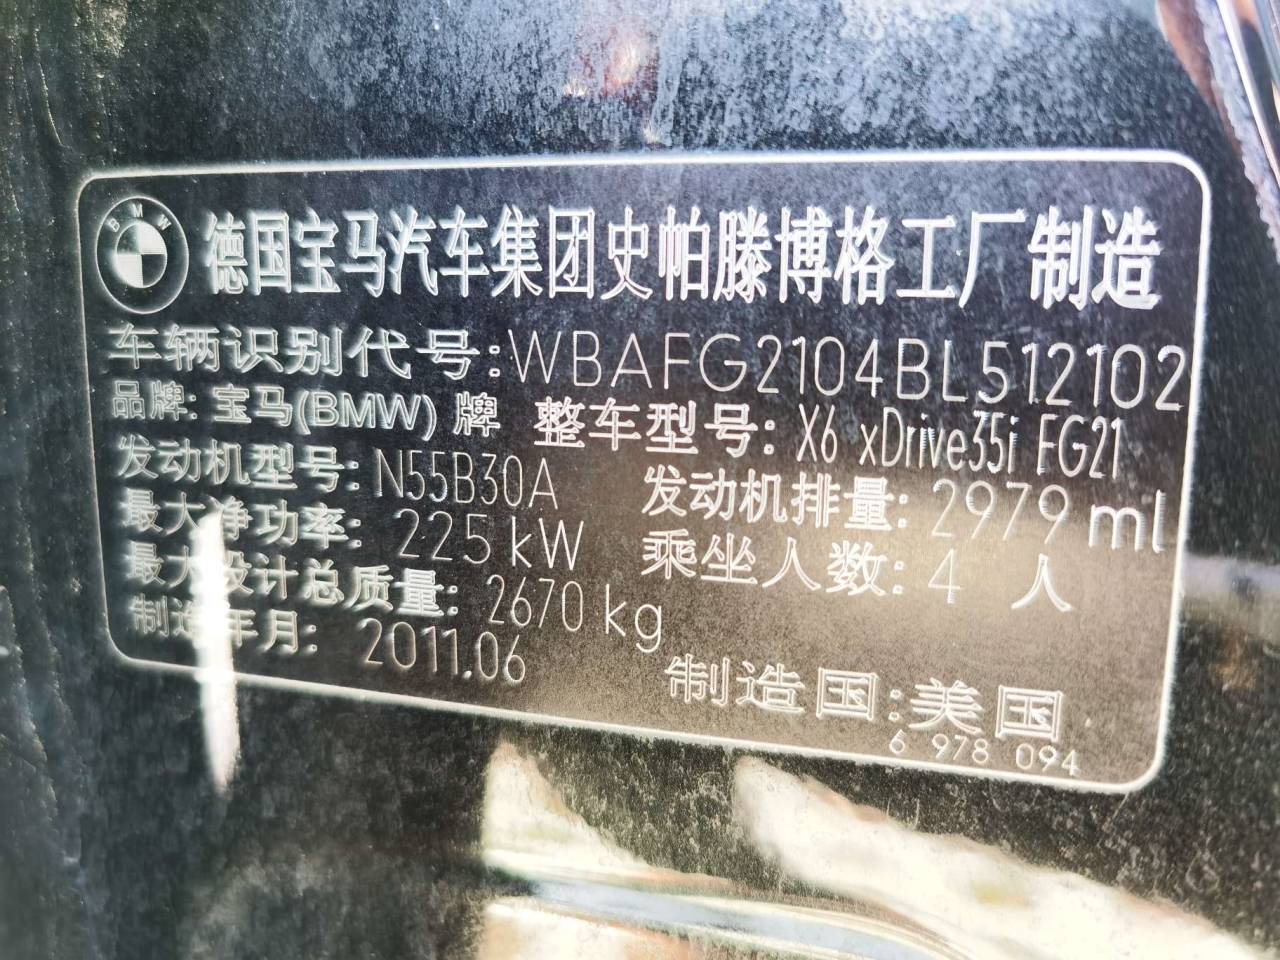 BMW
德国宝马汽车集团史帕滕博格工厂制造
车辆识别代号:WBAFG2104BL512102
品牌: 宝马(BMW) 牌 整车型号: X6 xDrive35i FG21
发动机型号: N55B30A 发动机排量: 2979 ml
最大净功率: 225 kW 乘坐人数: 4 人
最大设计总质量: 2670 kg
制造年月: 2011.06
制造国:美国
6 978 094